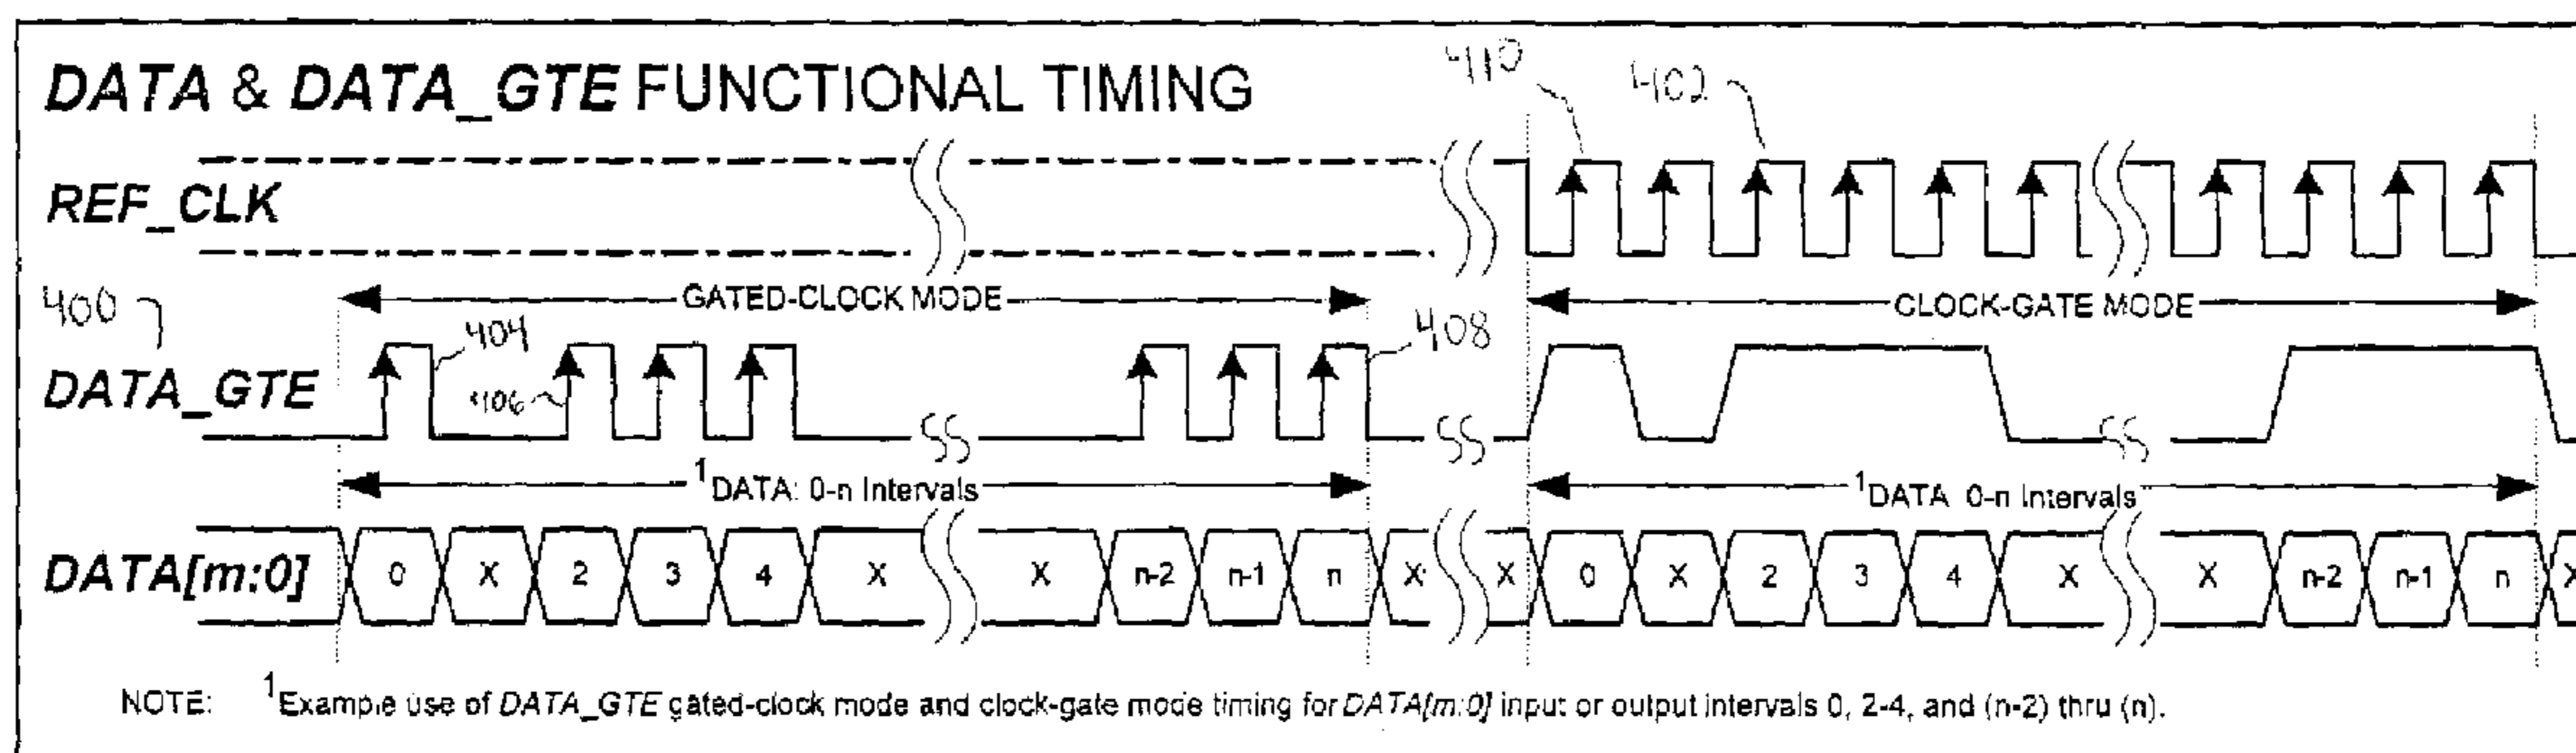 410
402
DATA & DATA_GTE FUNCTIONAL TIMING
REF_CLK
400
GATED-CLOCK MODE
CLOCK-GATE MODE
404
408
DATA_GTE
406
1DATA: 0-n Intervals
1DATA 0-n Intervals
DATA[m:0] 0 X 2 3 4 X X n-2 n-1 n X X 0 X 2 3 4 X X n-2 n-1 n X
NOTE: 1Example use of DATA_GTE gated-clock mode and clock-gate mode timing for DATA[m:0] input or output intervals 0, 2-4, and (n-2) thru (n).